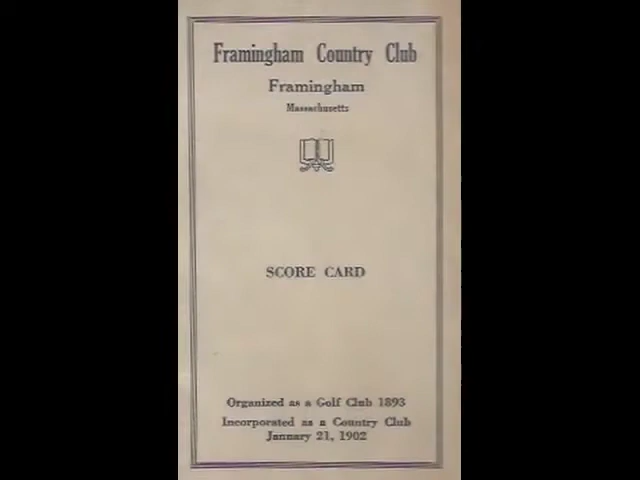 Framingham Country Club
Framingham
Massachusetts
SCORE CARD
Organized as a Golf Club 1893
Incorporated as a Country Club
January 21, 1902